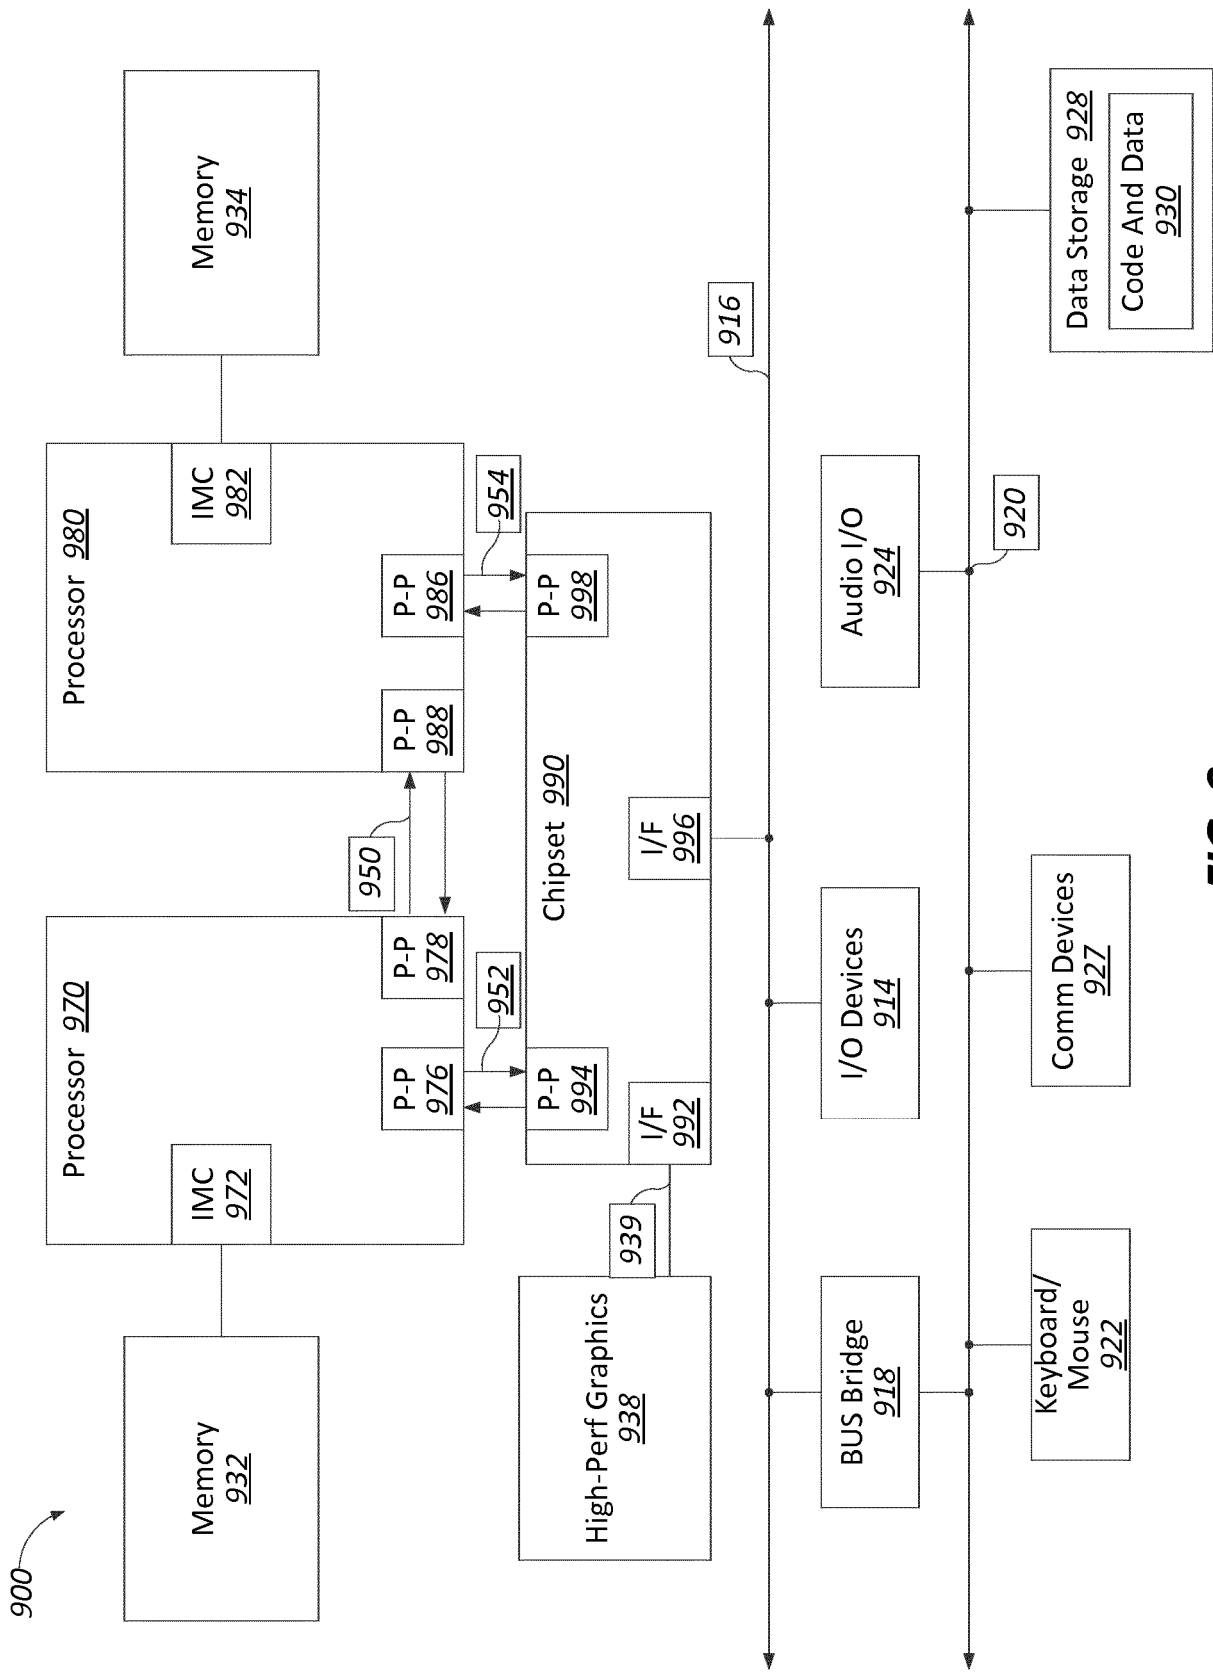 900
Processor 970
Processor 980
Memory
932
IMC
972
IMC
982
Memory
934
950
P-P
976
P-P
978
P-P
988
P-P
986
952
954
High-Perf Graphics
938
939
P-P
994
Chipset 990
P-P
998
I/F
992
I/F
996
916
BUS Bridge
918
I/O Devices
914
Audio I/O
924
920
Keyboard/
Mouse
922
Comm Devices
927
Data Storage 928
Code And Data
930
FIG.